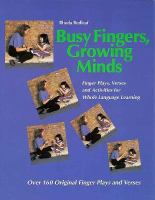 Rhoda Redleaf
Busy Fingers,
Growing
Minds
Finger Plays, Verses
and Activities for
Whole Language Learning
Over 160 Original Finger Plays and Verses